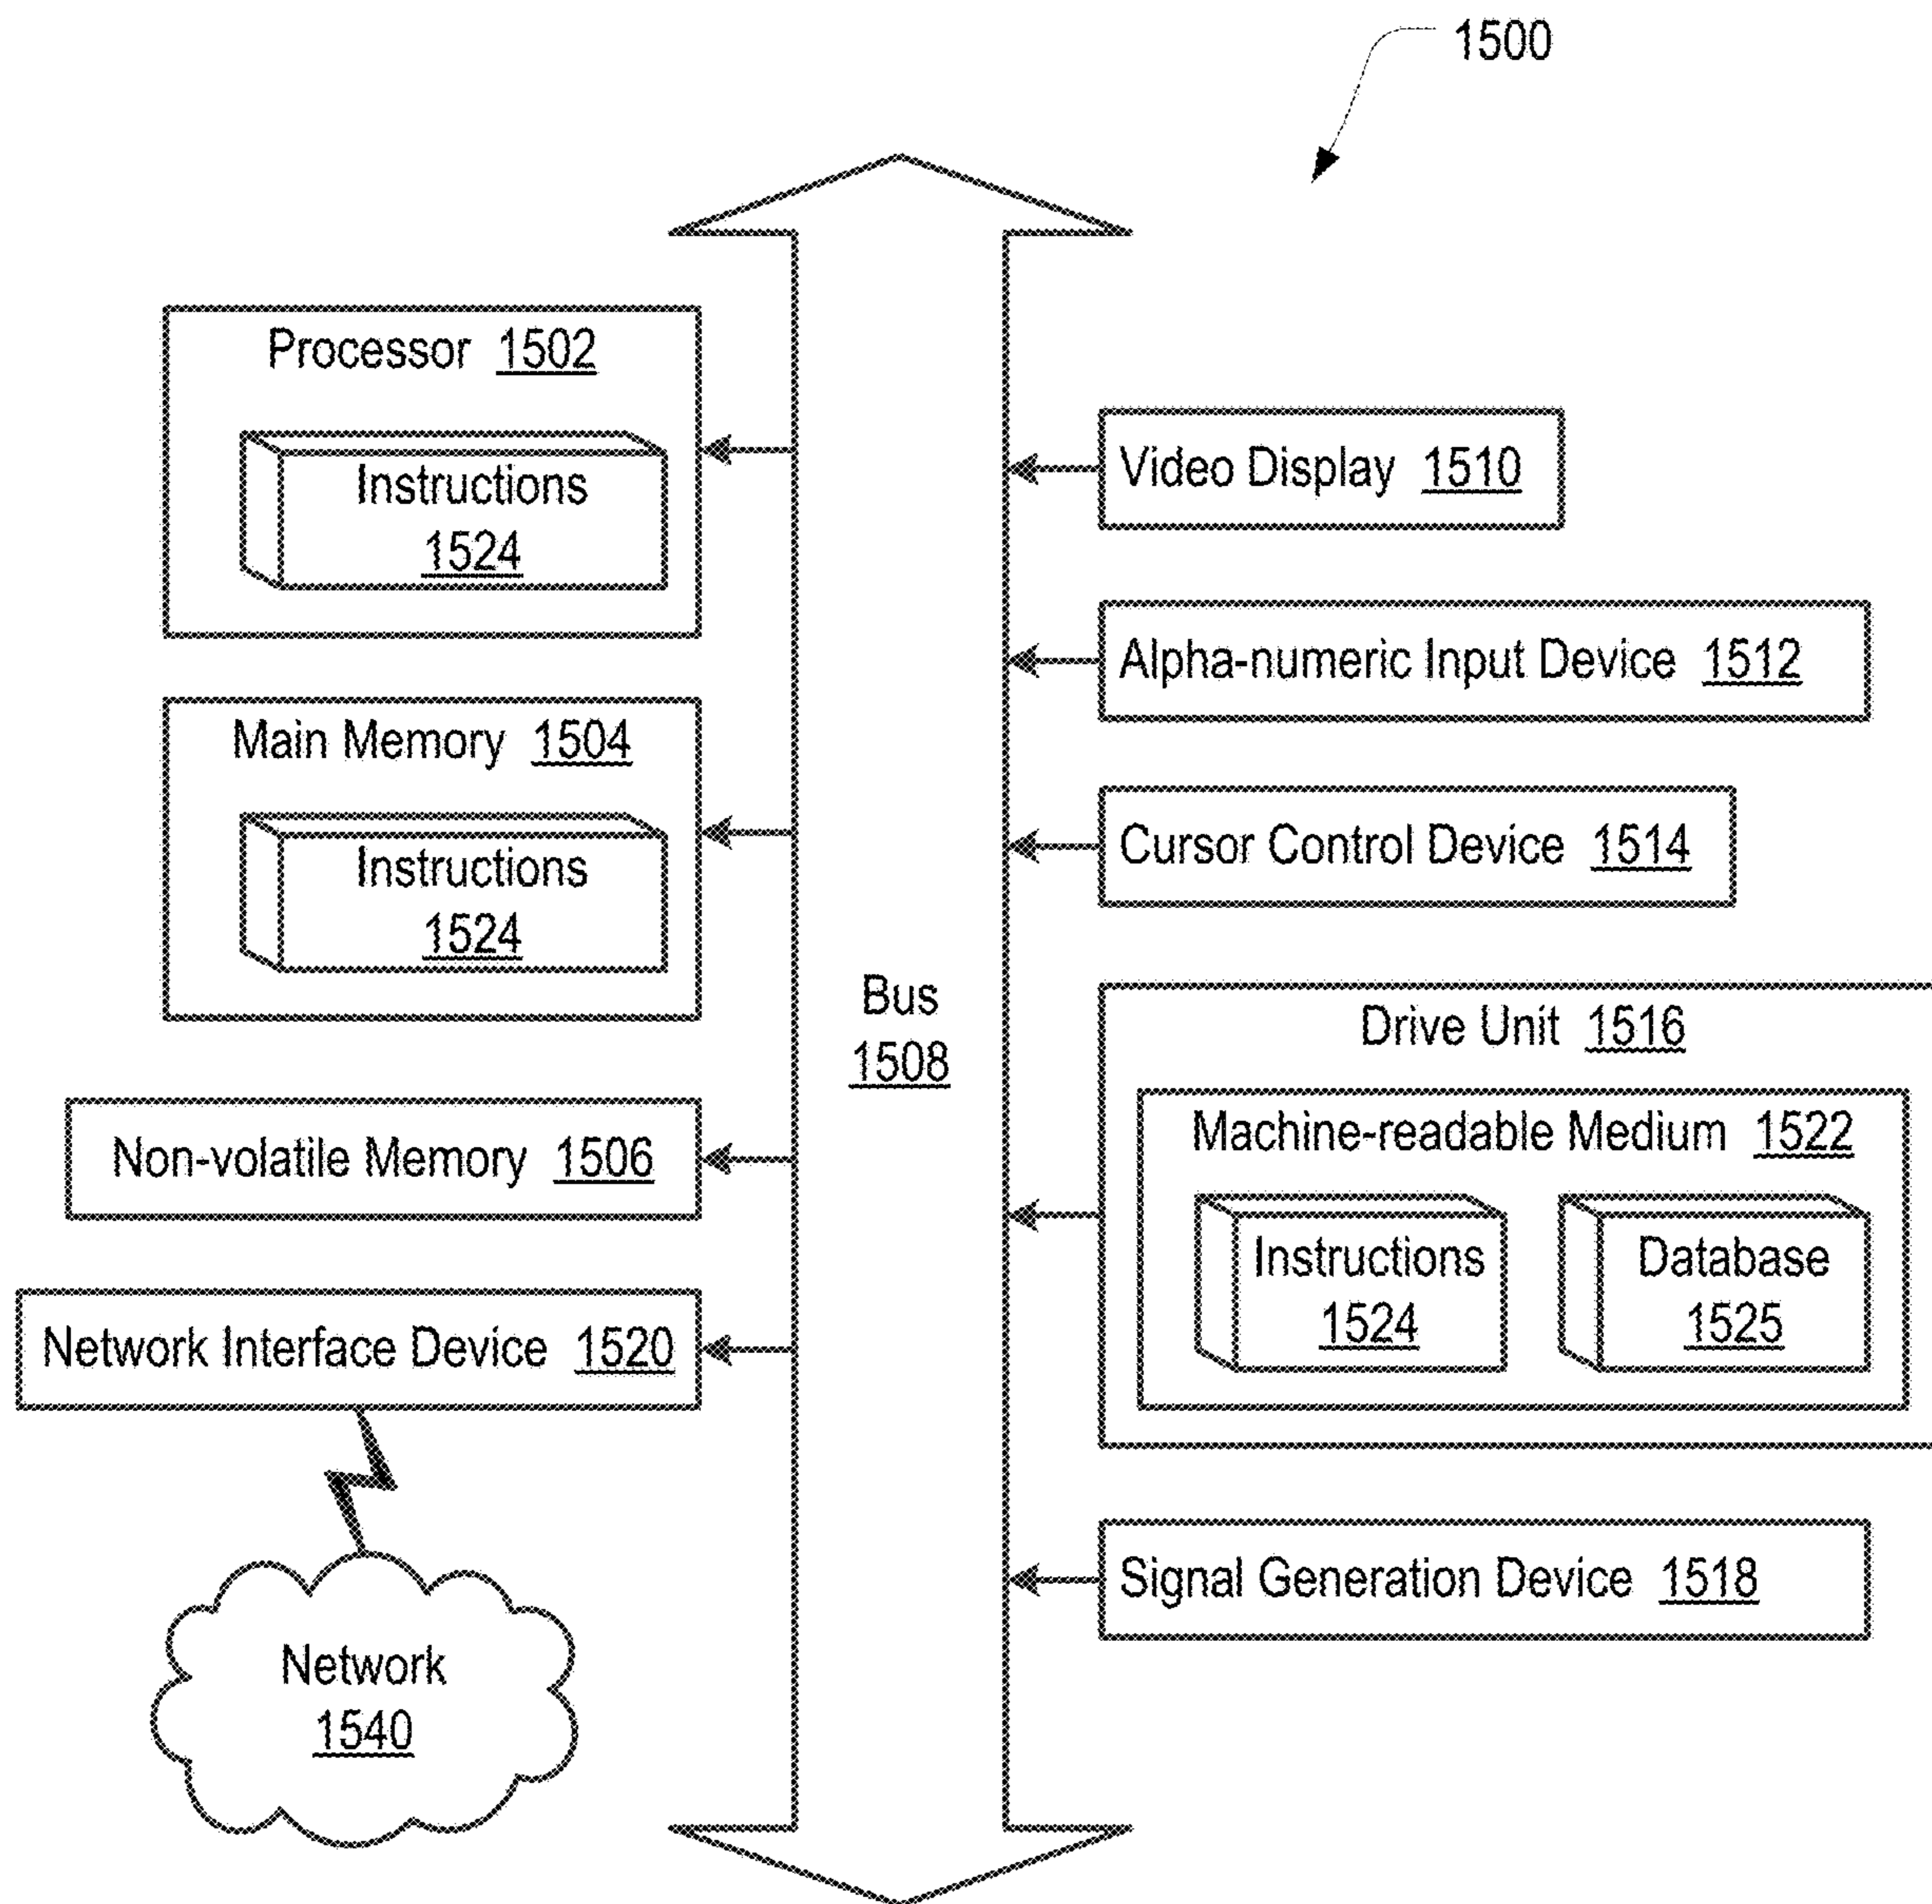 1500
Processor 1502
Instructions
1524
Main Memory 1504
Instructions
1524
Non-volatile Memory 1506
Network Interface Device 1520
Network
1540
Bus
1508
Video Display 1510
Alpha-numeric Input Device 1512
Cursor Control Device 1514
Drive Unit 1516
Machine-readable Medium 1522
Instructions
1524
Database
1525
Signal Generation Device 1518